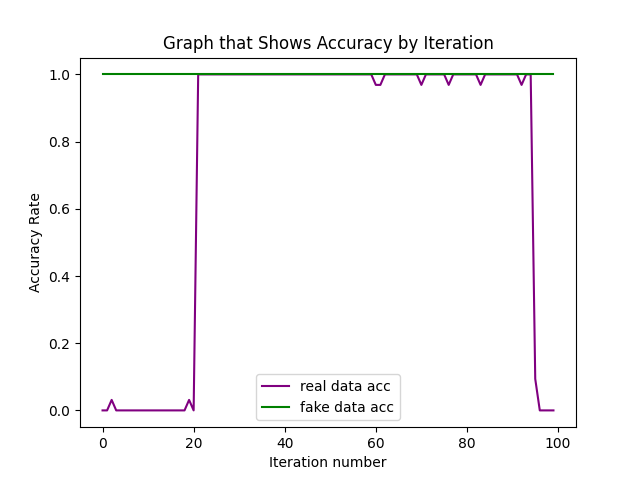 Graph that Shows Accuracy by Iteration
1.0
0.8
0.6
0.4
0.2
0.0
Accuracy Rate
real data acc
fake data acc
0 20 40 60 80 100
Iteration number